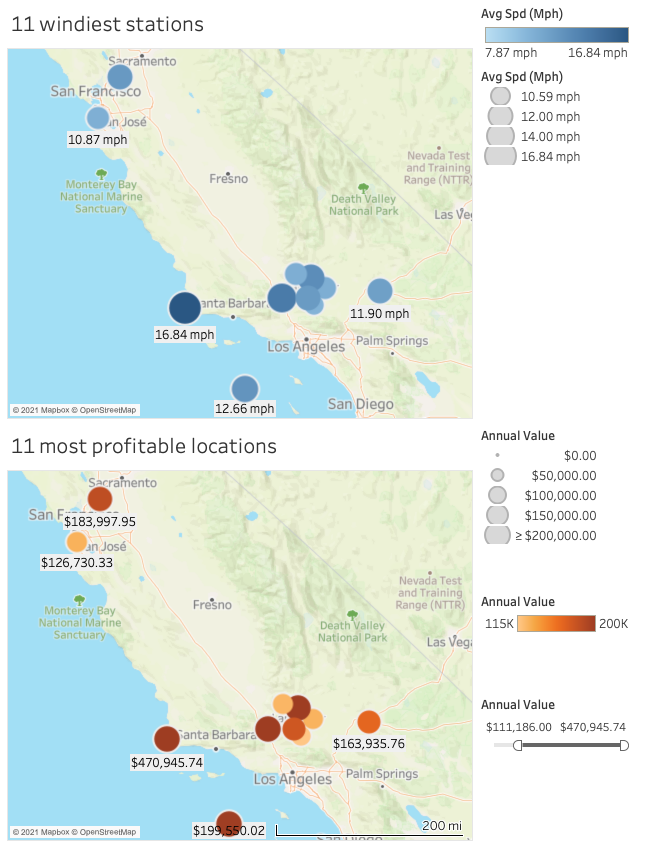 11 windiest stations
Sacramento
San Francisco
an José
10.87 mph
Monterey Bay
National Marine
Sanctuary
Fresno
Nevada Test
and Training
Range (NTTR)
Death Valley
National Park
Las Ve
anta Barbar
16.84 mph
11.90 mph
Los Angeles
Palm Springs
12.66 mph
San Diego
© 2021 Mapbox © OpenStreetMap
Avg Spd (Mph)
7.87 mph 16.84 mph
Avg Spd (Mph)
10.59 mph
12.00 mph
14.00 mph
16.84 mph
11 most profitable locations
Sacramento
San F
$183,997.95
an José
$126,730.33
Monterey Bay
National Marine
Sanctuary
Fresno
Nevada Test
and Training
Range (NTTR)
Death Valley
National Park
Las Veg
La
Santa Barbara
$470,945.74
$163,935.76
Los Angeles
Palm Springs
$199,550.02
200 mi
San Diego
© 2021 Mapbox © OpenStreetMap
Annual Value
$0.00
$50,000.00
$100,000.00
$150,000.00
≥ $200,000.00
Annual Value
115K 200K
Annual Value
$111,186.00 $470,945.74